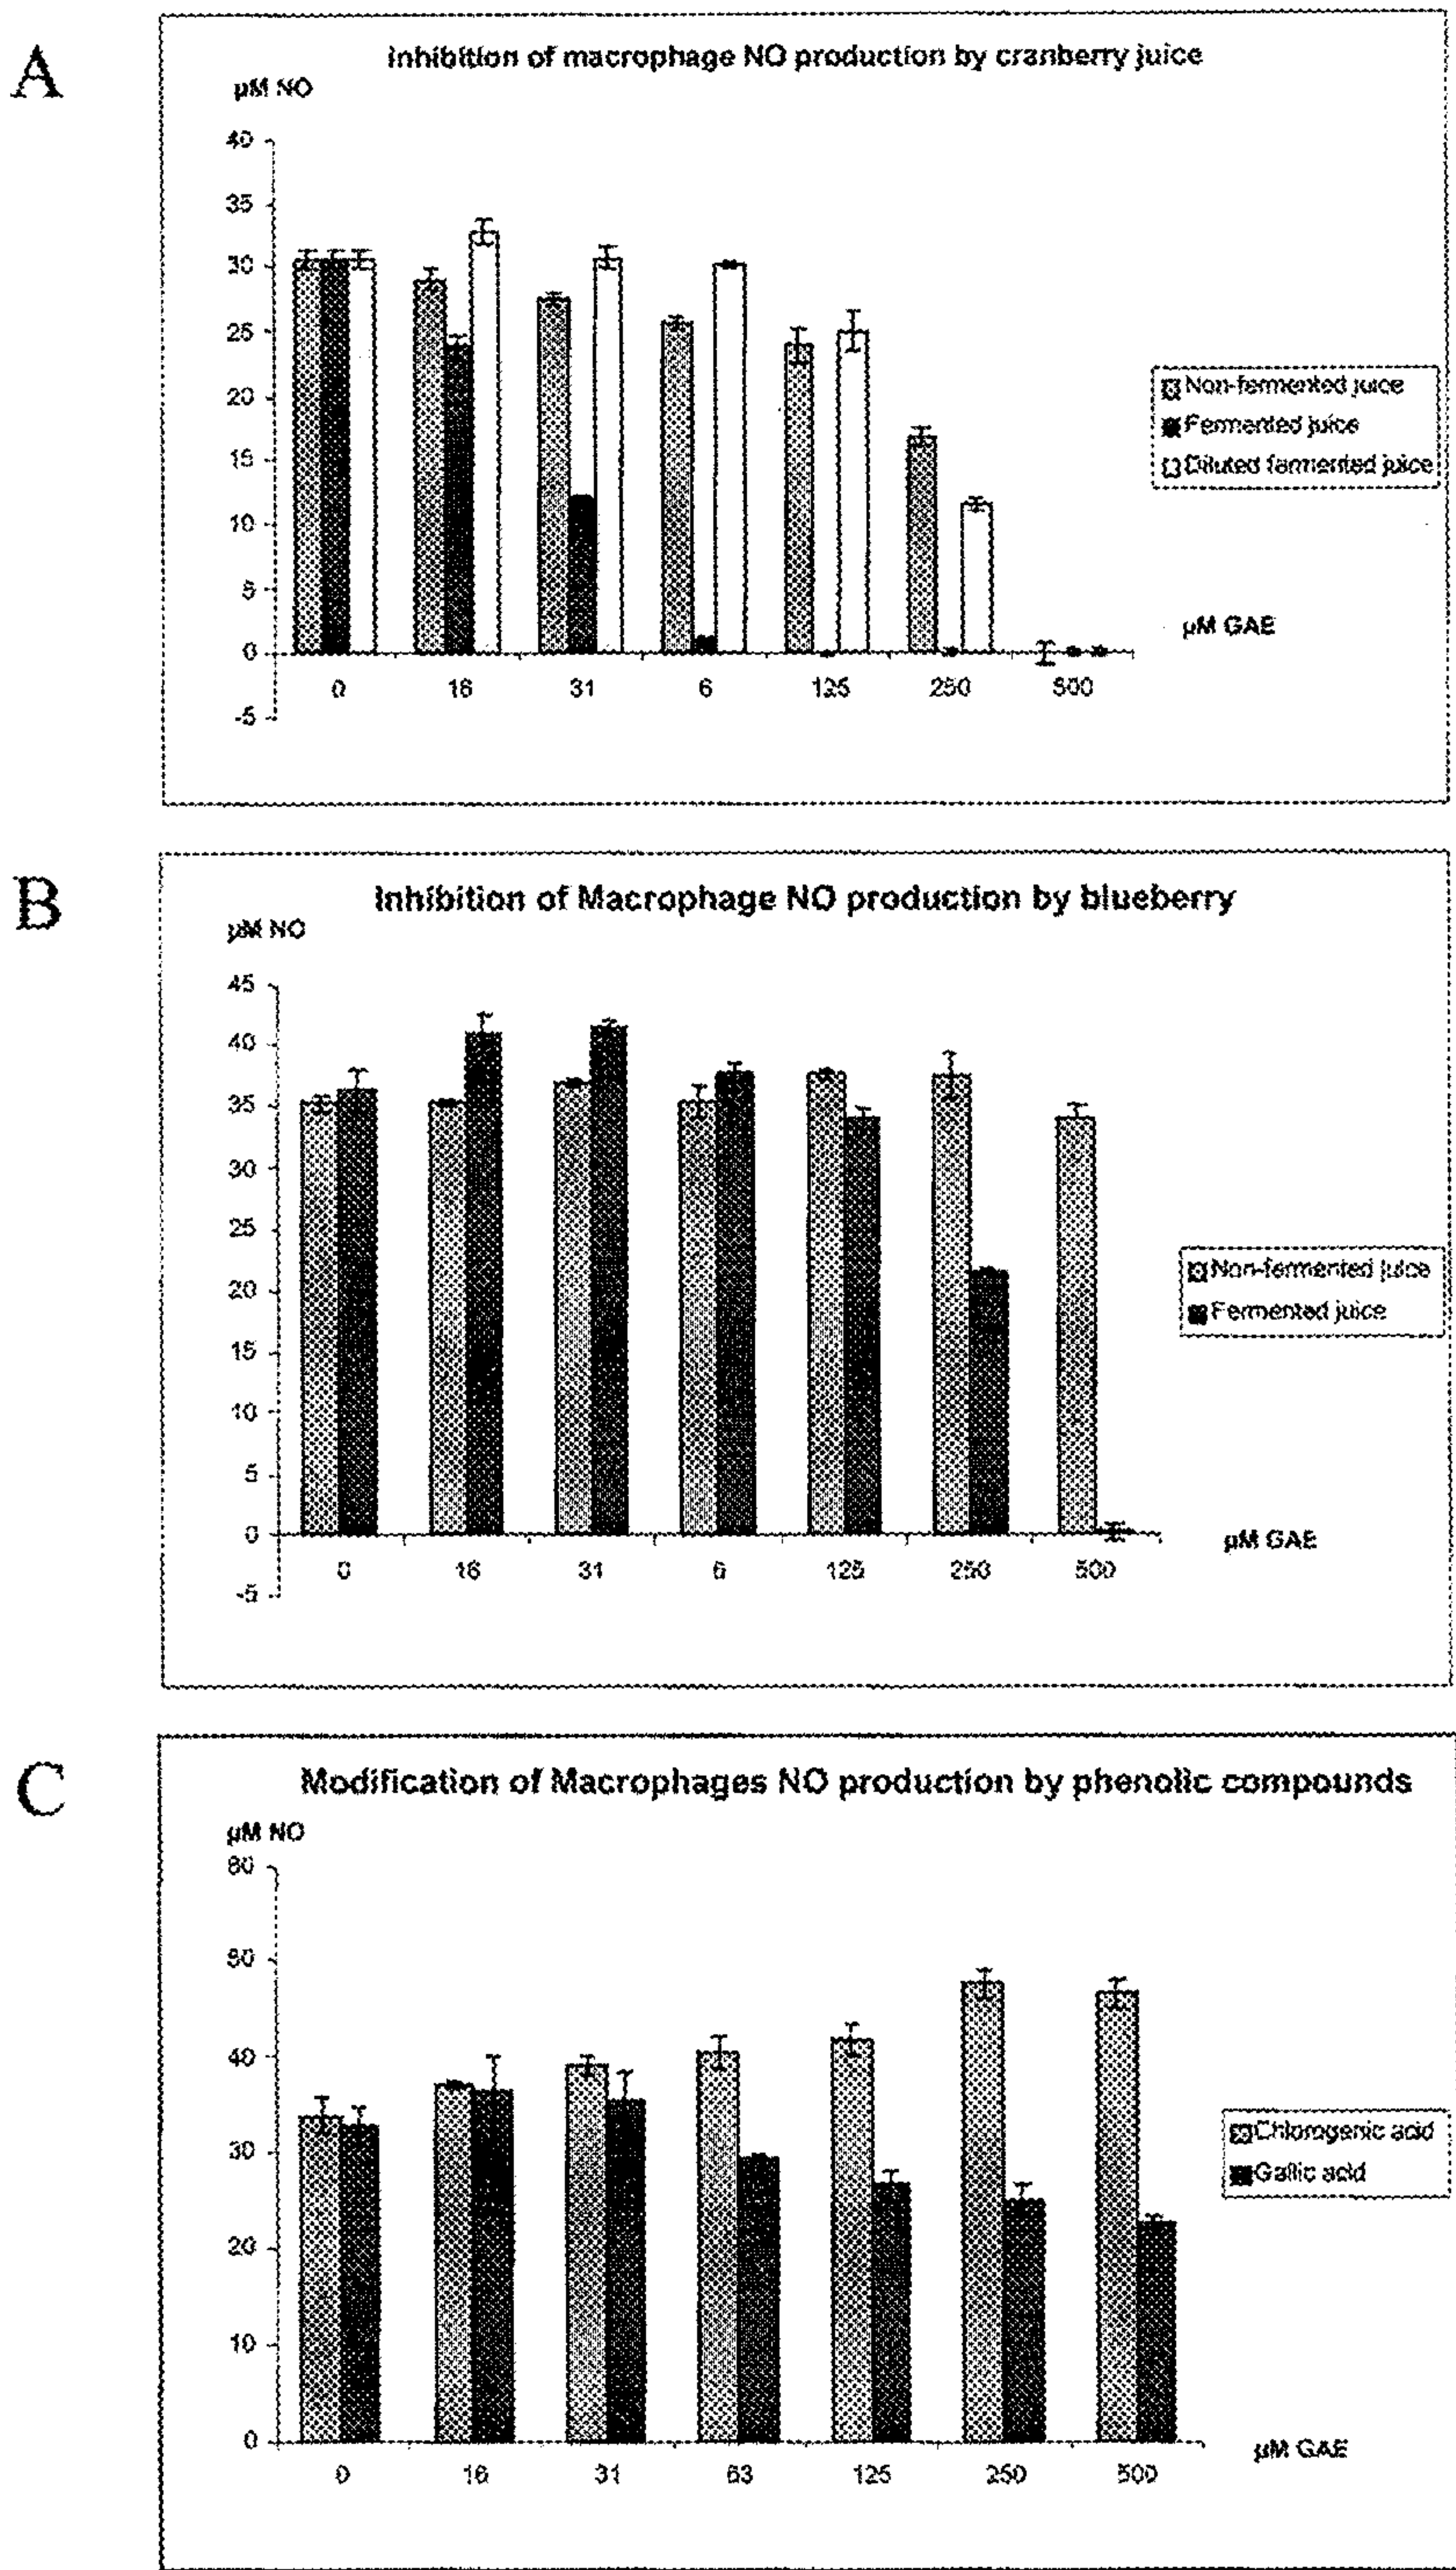 A
Inhibition of macrophage NO production by cranberry juice
µM NO
40
35
30
25
20
15
10
5
0
-5
0 16 31 6 125 250 500
µM GAE
Non-fermented juice
Fermented juice
Diluted fermented juice
B
Inhibition of Macrophage NO production by blueberry
µM NO
45
40
35
30
25
20
15
10
5
0
-5
0 16 31 6 125 250 500
µM GAE
Non-fermented juice
Fermented juice
C
Modification of Macrophages NO production by phenolic compounds
µM NO
60
50
40
30
20
10
0
0 16 31 63 125 250 500
µM GAE
Chlorogenic acid
Gallic acid